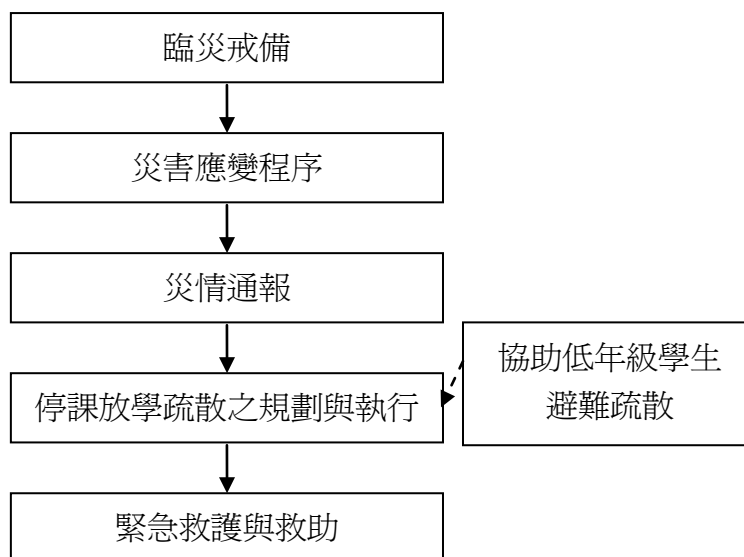 臨災戒備
災害應變程序
災情通報
協助低年級學生
避難疏散
停課放學疏散之規劃與執行
緊急救護與救助